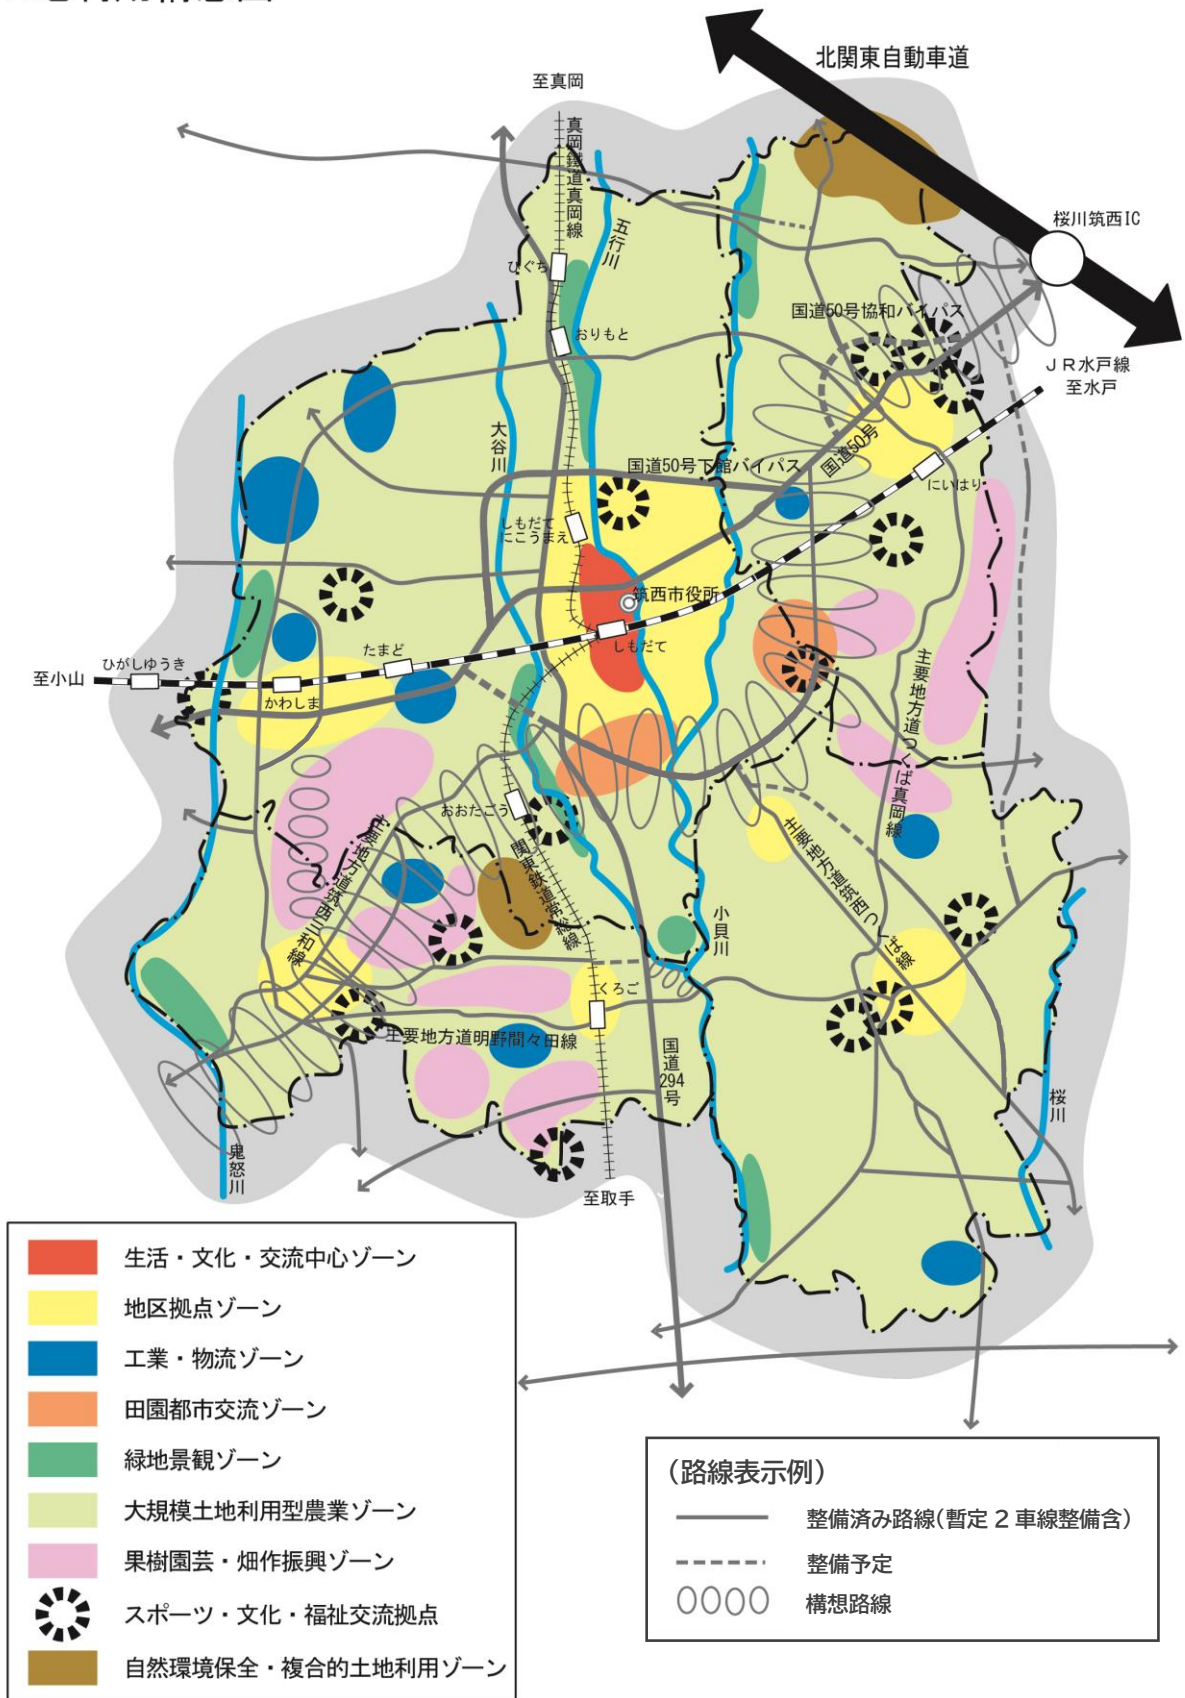 北関東自動車道
至真岡
真岡鐵道真岡線
五行川
桜川筑西IC
ひぐち
国道50号協和バイパス
おりもと
JR水戸線
至水戸
大谷川
国道50号下館バイパス
国道50号
にいはり
しもだて
にこうまえ
筑西市役所
しもだて
たまど
ひがしゆうき
至小山
かわしま
主要地方道つくば真岡線
おおたごう
主要地方道筑西三和線
関東鉄道常総線
主要地方道筑西つくば線
小貝川
くろご
主要地方道明野間々田線
国道294号
桜川
鬼怒川
至取手
生活・文化・交流中心ゾーン
地区拠点ゾーン
工業・物流ゾーン
田園都市交流ゾーン
緑地景観ゾーン
大規模土地利用型農業ゾーン
果樹園芸・畑作振興ゾーン
スポーツ・文化・福祉交流拠点
自然環境保全・複合的土地利用ゾーン
（路線表示例）
整備済み路線(暫定２車線整備含)
整備予定
構想路線